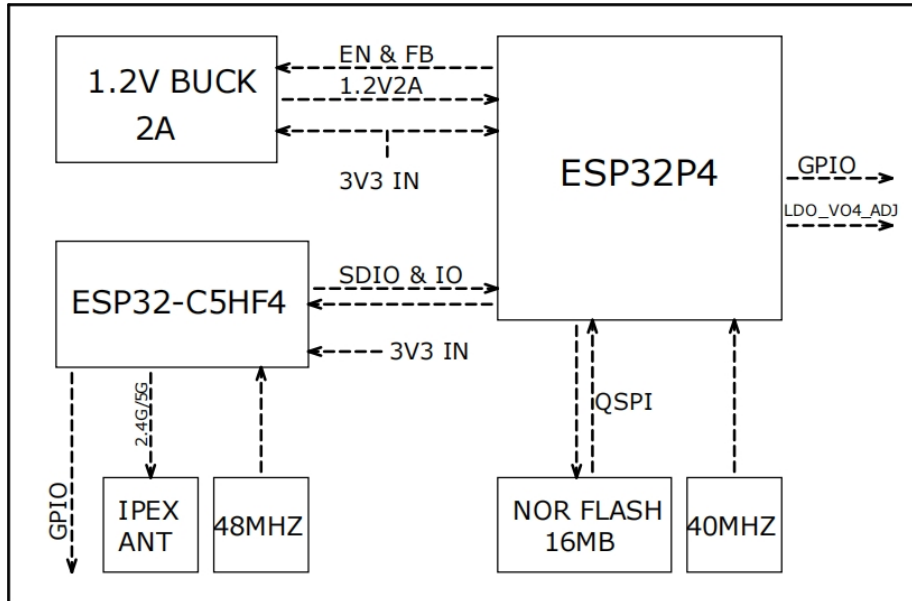 EN & FB
1.2V BUCK
2A
1.2V2A
3V3 IN
ESP32P4
GPIO
LDO_VO4_ADJ
ESP32-C5HF4
SDIO & IO
3V3 IN
2.4G/5G
QSPI
GPIO
IPEX
ANT
48MHZ
NOR FLASH
16MB
40MHZ